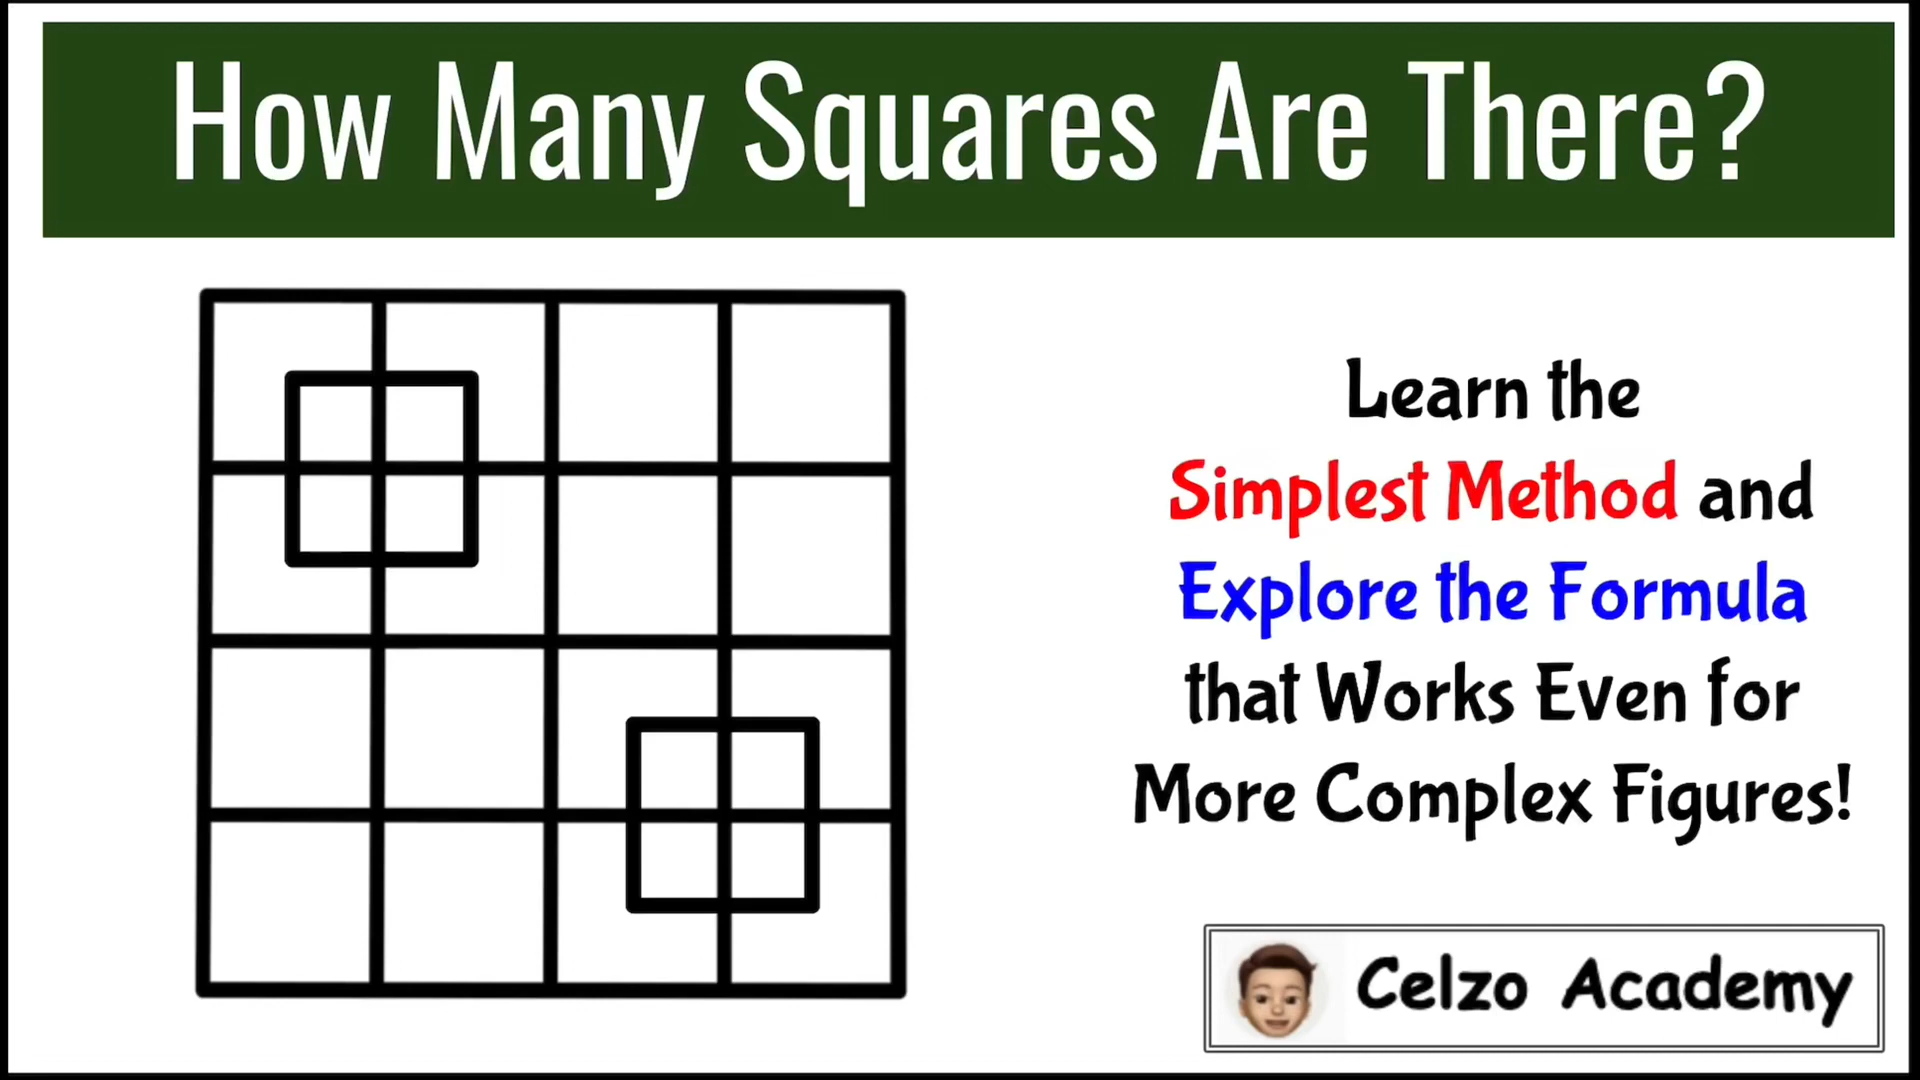 How Many Squares Are There?
Learn the
Simplest Method and
Explore the Formula
that Works Even for
More Complex Figures!
Celzo Academy